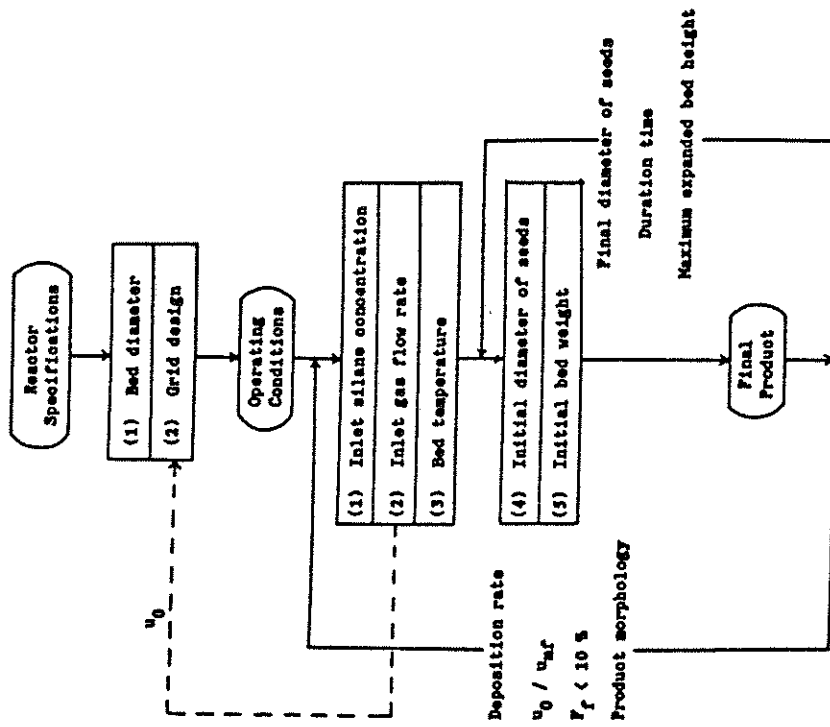 Reactor
Specifications
(1) Bed diameter
(2) Grid design
u0
Operating
Conditions
(1) Inlet silane concentration
(2) Inlet gas flow rate
(3) Bed temperature
(4) Initial diameter of seeds
(5) Initial bed weight
Deposition rate
u0 / umf
Ff < 10 %
Product morphology
Final diameter of seeds
Duration time
Maximum expanded bed height
Final
Product